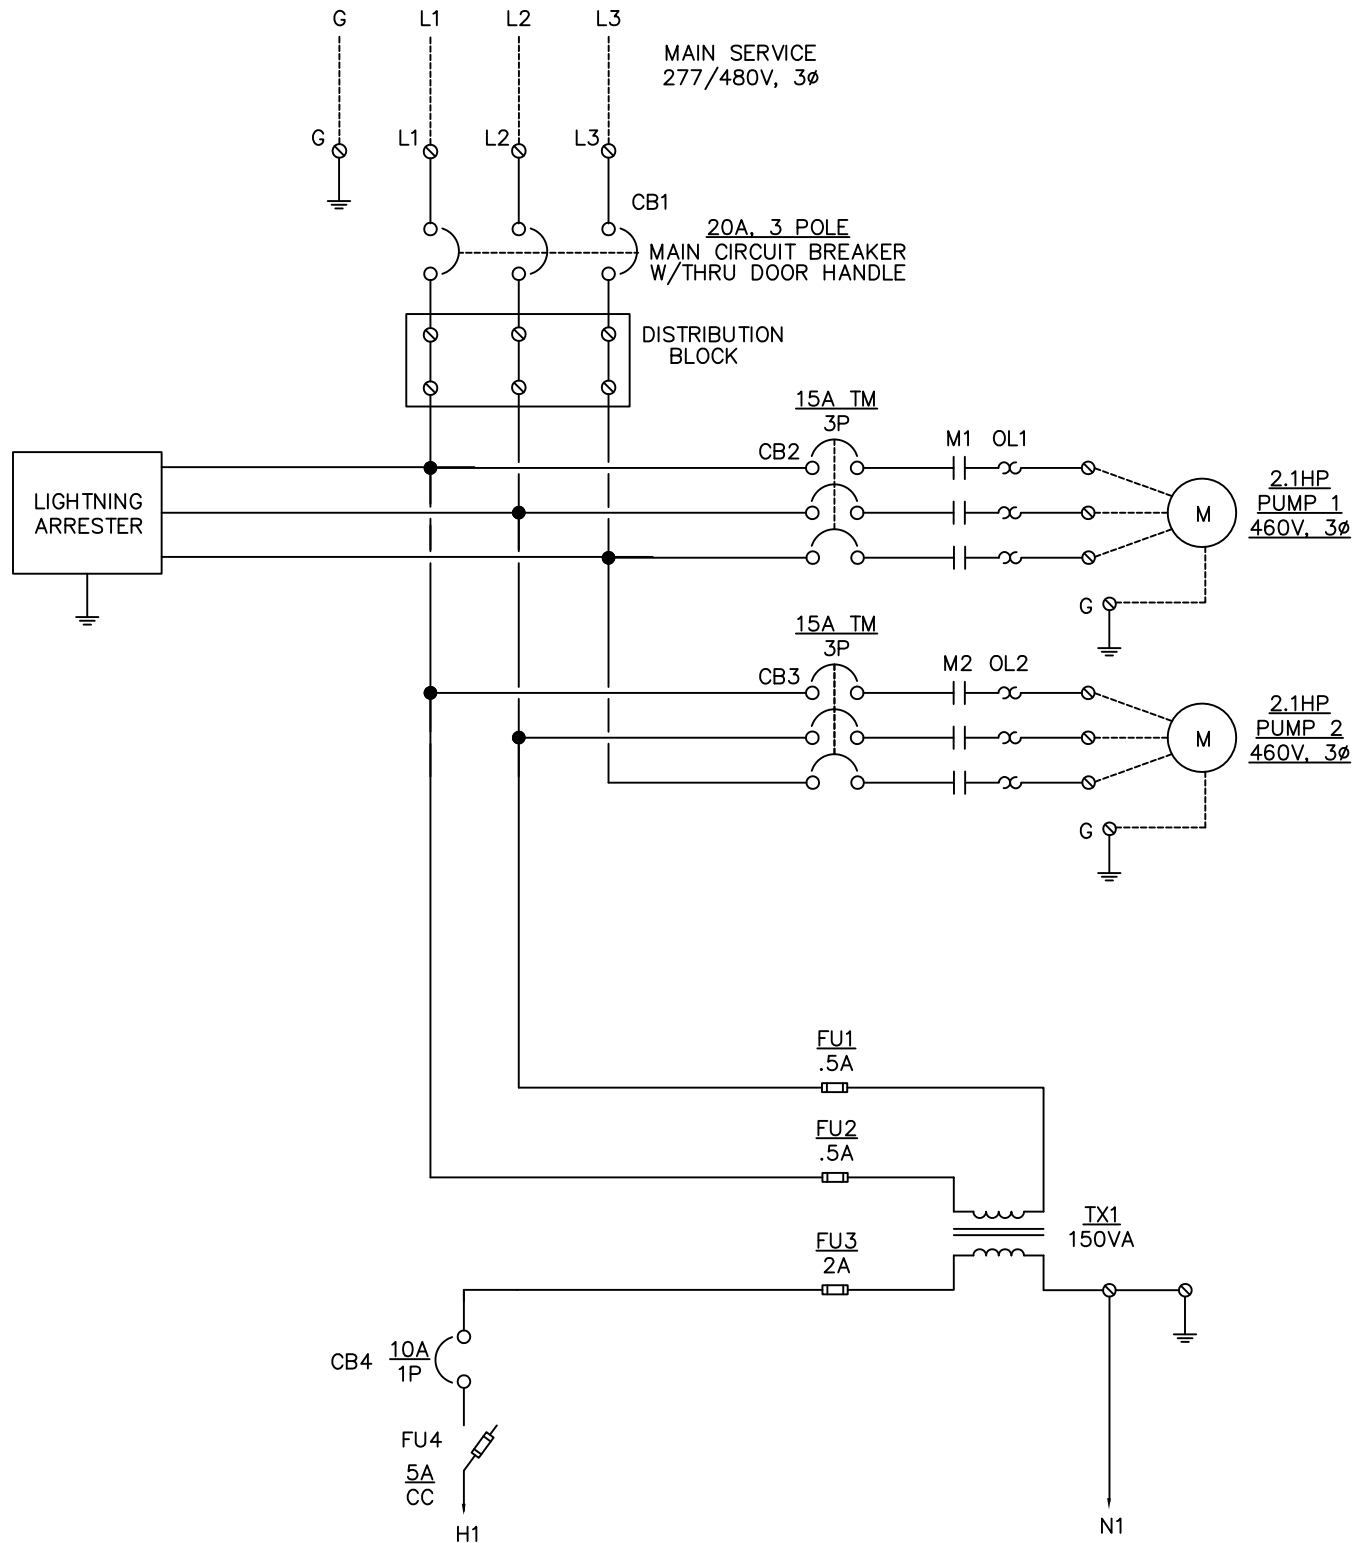 G L1 L2 L3
MAIN SERVICE
277/480V, 3ø
G L1 L2 L3
CB1
20A, 3 POLE
MAIN CIRCUIT BREAKER
W/THRU DOOR HANDLE
DISTRIBUTION
BLOCK
15A TM
3P
CB2
M1 OL1
LIGHTNING
ARRESTER
M
2.1HP
PUMP 1
460V, 3ø
G
15A TM
3P
CB3
M2 OL2
M
2.1HP
PUMP 2
460V, 3ø
G
FU1
.5A
FU2
.5A
TX1
150VA
FU3
2A
CB4
10A
1P
FU4
5A
CC
H1
N1